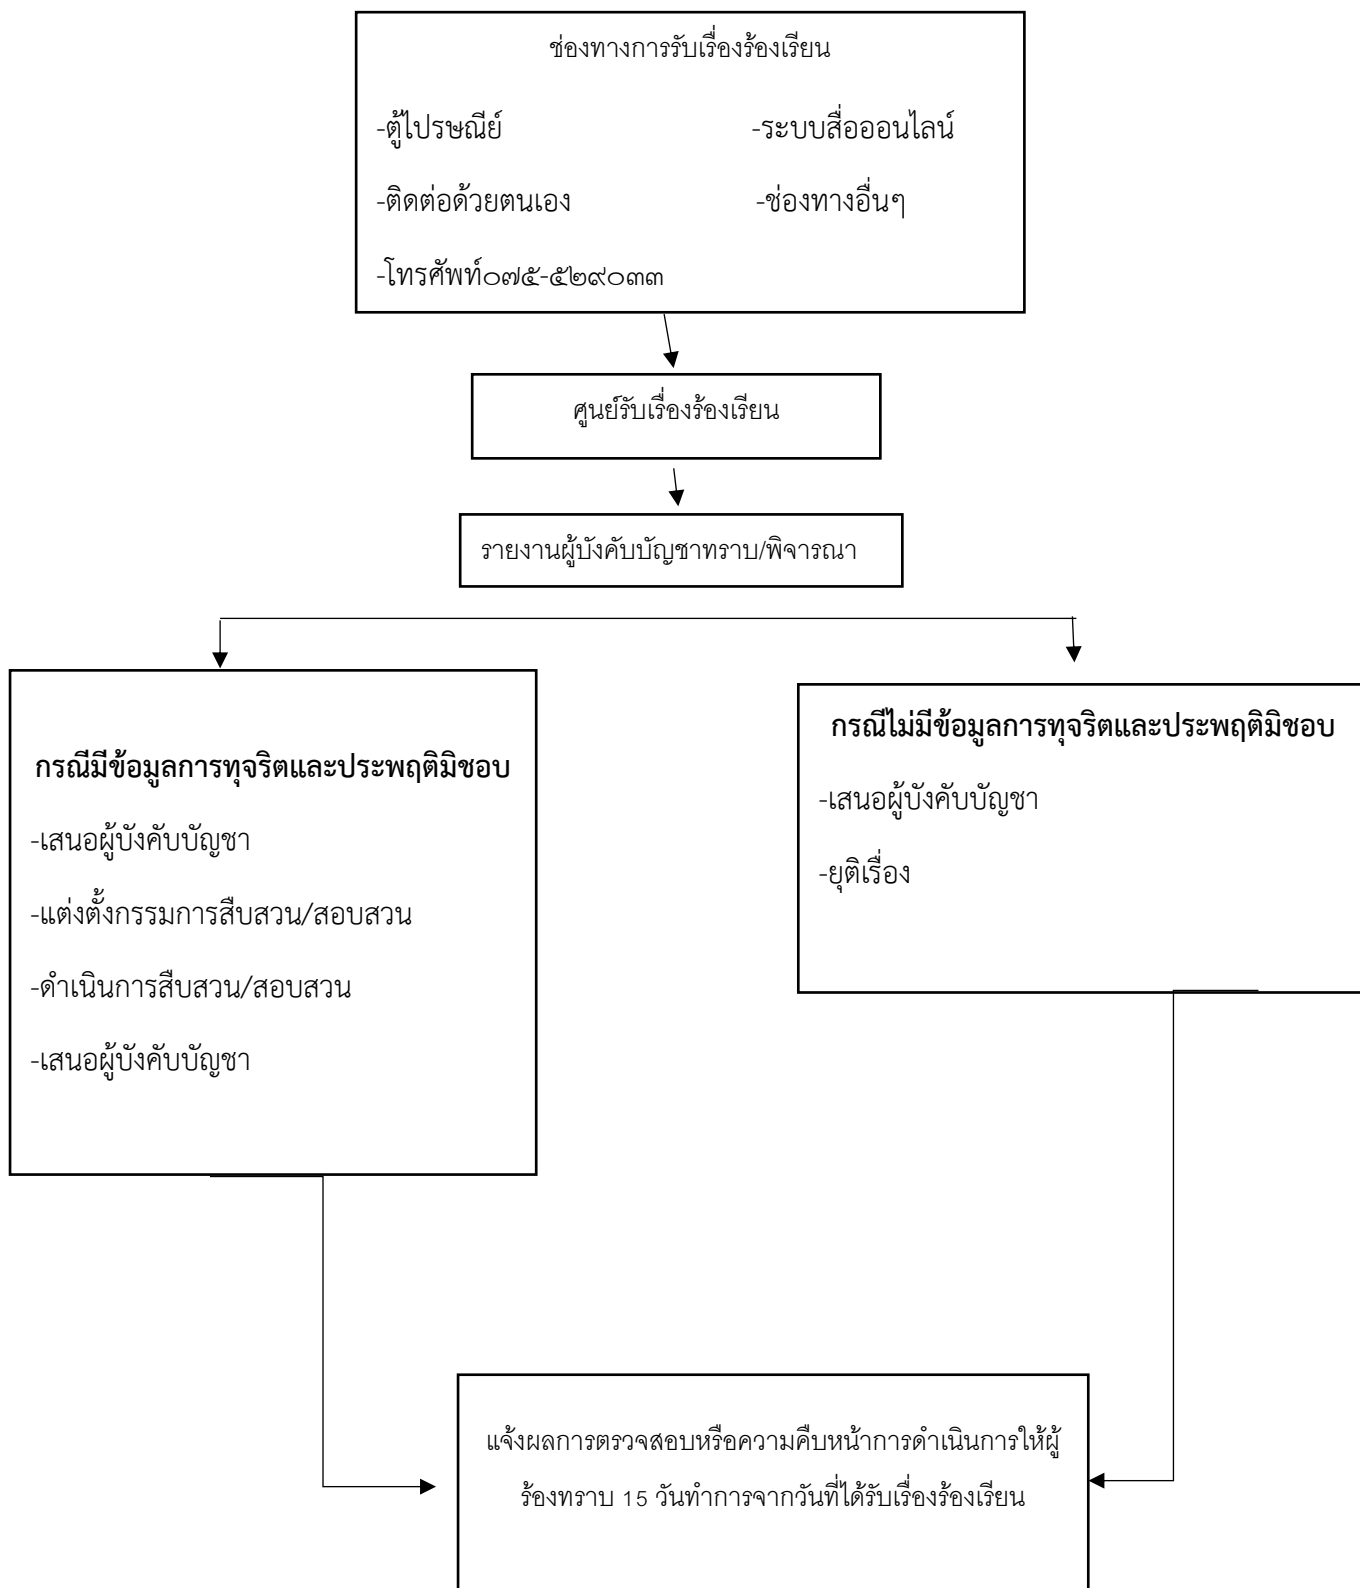 ช่องทางการรับเรื่องร้องเรียน
-ตู้ไปรษณีย์ -ระบบสื่อออนไลน์
-ติดต่อด้วยตนเอง -ช่องทางอื่นๆ
-โทรศัพท์๐๗๕-๕๒๙๐๓๓
ศูนย์รับเรื่องร้องเรียน
รายงานผู้บังคับบัญชาทราบ/พิจารณา
กรณีมีข้อมูลการทุจริตและประพฤติมิชอบ
-เสนอผู้บังคับบัญชา
-แต่งตั้งกรรมการสืบสวน/สอบสวน
-ดำเนินการสืบสวน/สอบสวน
-เสนอผู้บังคับบัญชา
กรณีไม่มีข้อมูลการทุจริตและประพฤติมิชอบ
-เสนอผู้บังคับบัญชา
-ยุติเรื่อง
แจ้งผลการตรวจสอบหรือความคืบหน้าการดำเนินการให้ผู้
ร้องทราบ 15 วันทำการจากวันที่ได้รับเรื่องร้องเรียน